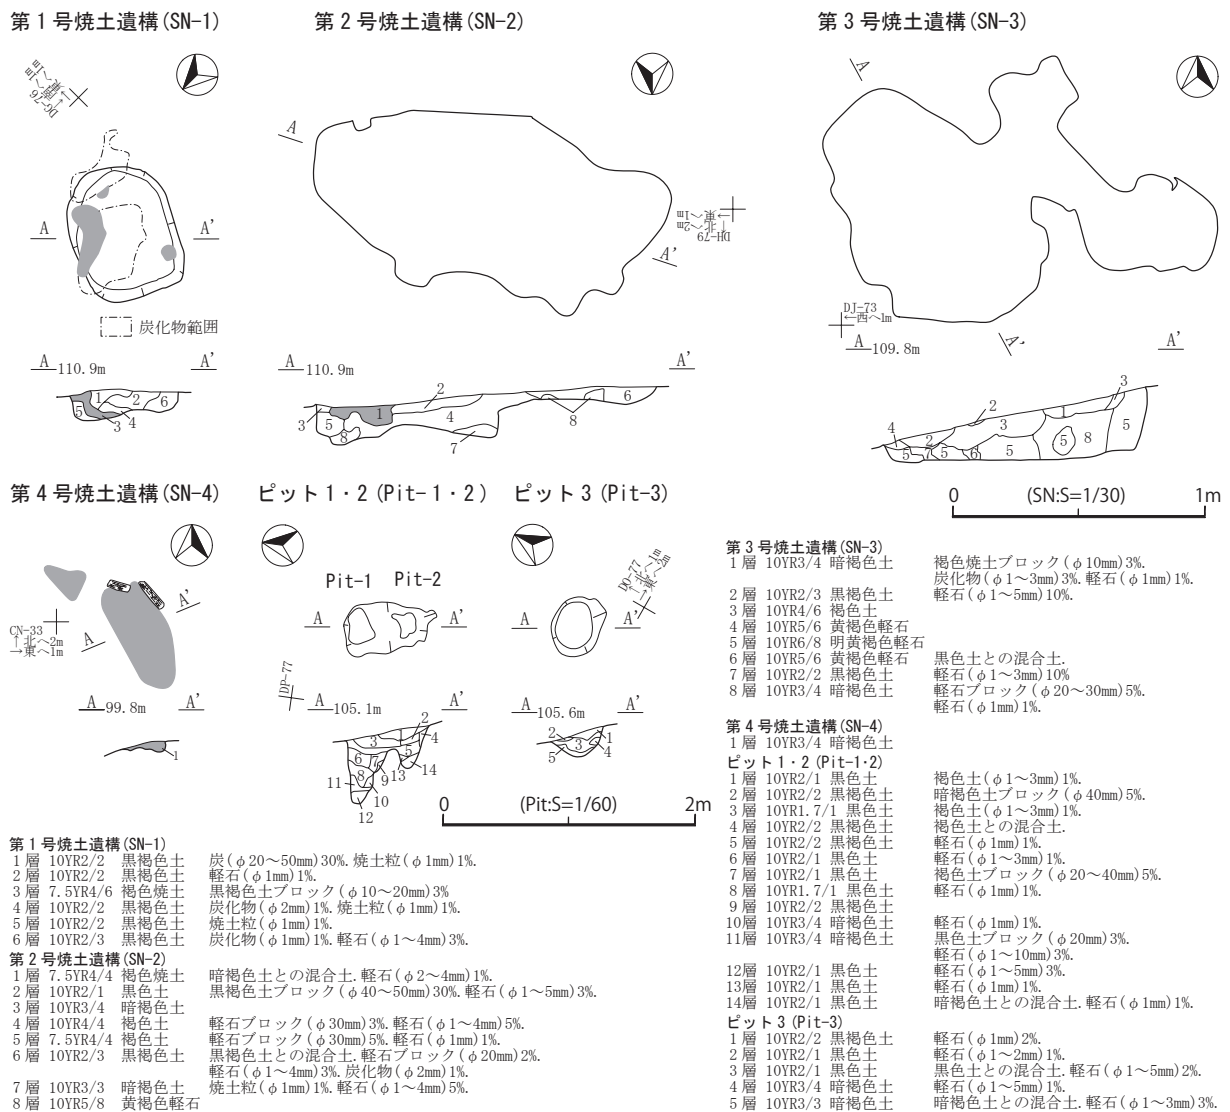 第１号焼土遺構(SN-1)
第２号焼土遺構(SN-2)
第３号焼土遺構(SN-3)
DG-76
DH-79
↑北へ2m
→東へ1m
DJ-73
←西へ1m
A
A'
A
A'
A
A'
炭化物範囲
A 110.9m A'
1 2 6 5 3 4
A 110.9m A'
2 6 1 4 8 3 5 8 7
A 109.8m A'
3 2 3 4 2 5 5 7 5 6 5 5 8
0 (SN:S=1/30) 1m
第４号焼土遺構(SN-4)
ピット１・２(Pit-１・２)
ピット３(Pit-3)
CN-33
↑北へ2m
→東へ1m
A
A'
Pit-1 Pit-2
A A'
DP-77
A A'
DO-77
A 99.8m A'
1
A 105.1m A'
2 3 4 6 7 5 8 11 9 13 14 10 12
A 105.6m A'
2 1 3 5 4
0 (Pit:S=1/60) 2m
第１号焼土遺構(SN-1)
1層 10YR2/2 黒褐色土 炭(φ20～50mm)30%.焼土粒(φ1mm)1%.
2層 10YR2/2 黒褐色土 軽石(φ1mm)1%.
3層 7.5YR4/6 褐色焼土 黒褐色土ブロック(φ10～20mm)3%
4層 10YR2/2 黒褐色土 炭化物(φ2mm)1%.焼土粒(φ1mm)1%.
5層 10YR2/2 黒褐色土 焼土粒(φ1mm)1%.
6層 10YR2/3 黒褐色土 炭化物(φ1mm)1%.軽石(φ1～4mm)3%.
第２号焼土遺構(SN-2)
1層 7.5YR4/4 褐色焼土 暗褐色土との混合土.軽石(φ2～4mm)1%.
2層 10YR2/1 黒色土 黒褐色土ブロック(φ40～50mm)30%.軽石(φ1～5mm)3%.
3層 10YR3/4 暗褐色土
4層 10YR4/4 褐色土 軽石ブロック(φ30mm)3%.軽石(φ1～4mm)5%.
5層 7.5YR4/4 褐色土 軽石ブロック(φ30mm)5%.軽石(φ1mm)1%.
6層 10YR2/3 黒褐色土 黒褐色土との混合土.軽石ブロック(φ20mm)2%.
軽石(φ1～4mm)3%.炭化物(φ2mm)1%.
7層 10YR3/3 暗褐色土 焼土粒(φ1mm)1%.軽石(φ1～4mm)5%.
8層 10YR5/8 黄褐色軽石
第３号焼土遺構(SN-3)
1層 10YR3/4 暗褐色土 褐色焼土ブロック(φ10mm)3%.
炭化物(φ1～3mm)3%.軽石(φ1mm)1%.
2層 10YR2/3 黒褐色土 軽石(φ1～5mm)10%.
3層 10YR4/6 褐色土
4層 10YR5/6 黄褐色軽石
5層 10YR6/8 明黄褐色軽石
6層 10YR5/6 黄褐色軽石 黒色土との混合土.
7層 10YR2/2 黒褐色土 軽石(φ1～3mm)10%
8層 10YR3/4 暗褐色土 軽石ブロック(φ20～30mm)5%.
軽石(φ1mm)1%.
第４号焼土遺構(SN-4)
1層 10YR3/4 暗褐色土
ピット１・２(Pit-1・2)
1層 10YR2/1 黒色土 褐色土(φ1～3mm)1%.
2層 10YR2/2 黒褐色土 暗褐色土ブロック(φ40mm)5%.
3層 10YR1.7/1 黒色土 褐色土(φ1～3mm)1%.
4層 10YR2/2 黒褐色土 褐色土との混合土.
5層 10YR2/2 黒褐色土 軽石(φ1mm)1%.
6層 10YR2/1 黒色土 軽石(φ1～3mm)1%.
7層 10YR2/1 黒色土 褐色土ブロック(φ20～40mm)5%.
8層 10YR1.7/1 黒色土 軽石(φ1mm)1%.
9層 10YR2/2 黒褐色土
10層 10YR3/4 暗褐色土 軽石(φ1mm)1%.
11層 10YR3/4 暗褐色土 黒色土ブロック(φ20mm)3%.
軽石(φ1～10mm)3%.
12層 10YR2/1 黒色土 軽石(φ1～5mm)3%.
13層 10YR2/1 黒色土 軽石(φ1mm)1%.
14層 10YR2/1 黒色土 暗褐色土との混合土.軽石(φ1mm)1%.
ピット３(Pit-3)
1層 10YR2/2 黒褐色土 軽石(φ1mm)2%.
2層 10YR2/1 黒色土 軽石(φ1～2mm)1%.
3層 10YR2/1 黒色土 黒色土との混合土.軽石(φ1～5mm)2%.
4層 10YR3/4 暗褐色土 軽石(φ1～5mm)1%.
5層 10YR3/3 暗褐色土 暗褐色土との混合土.軽石(φ1～3mm)3%.